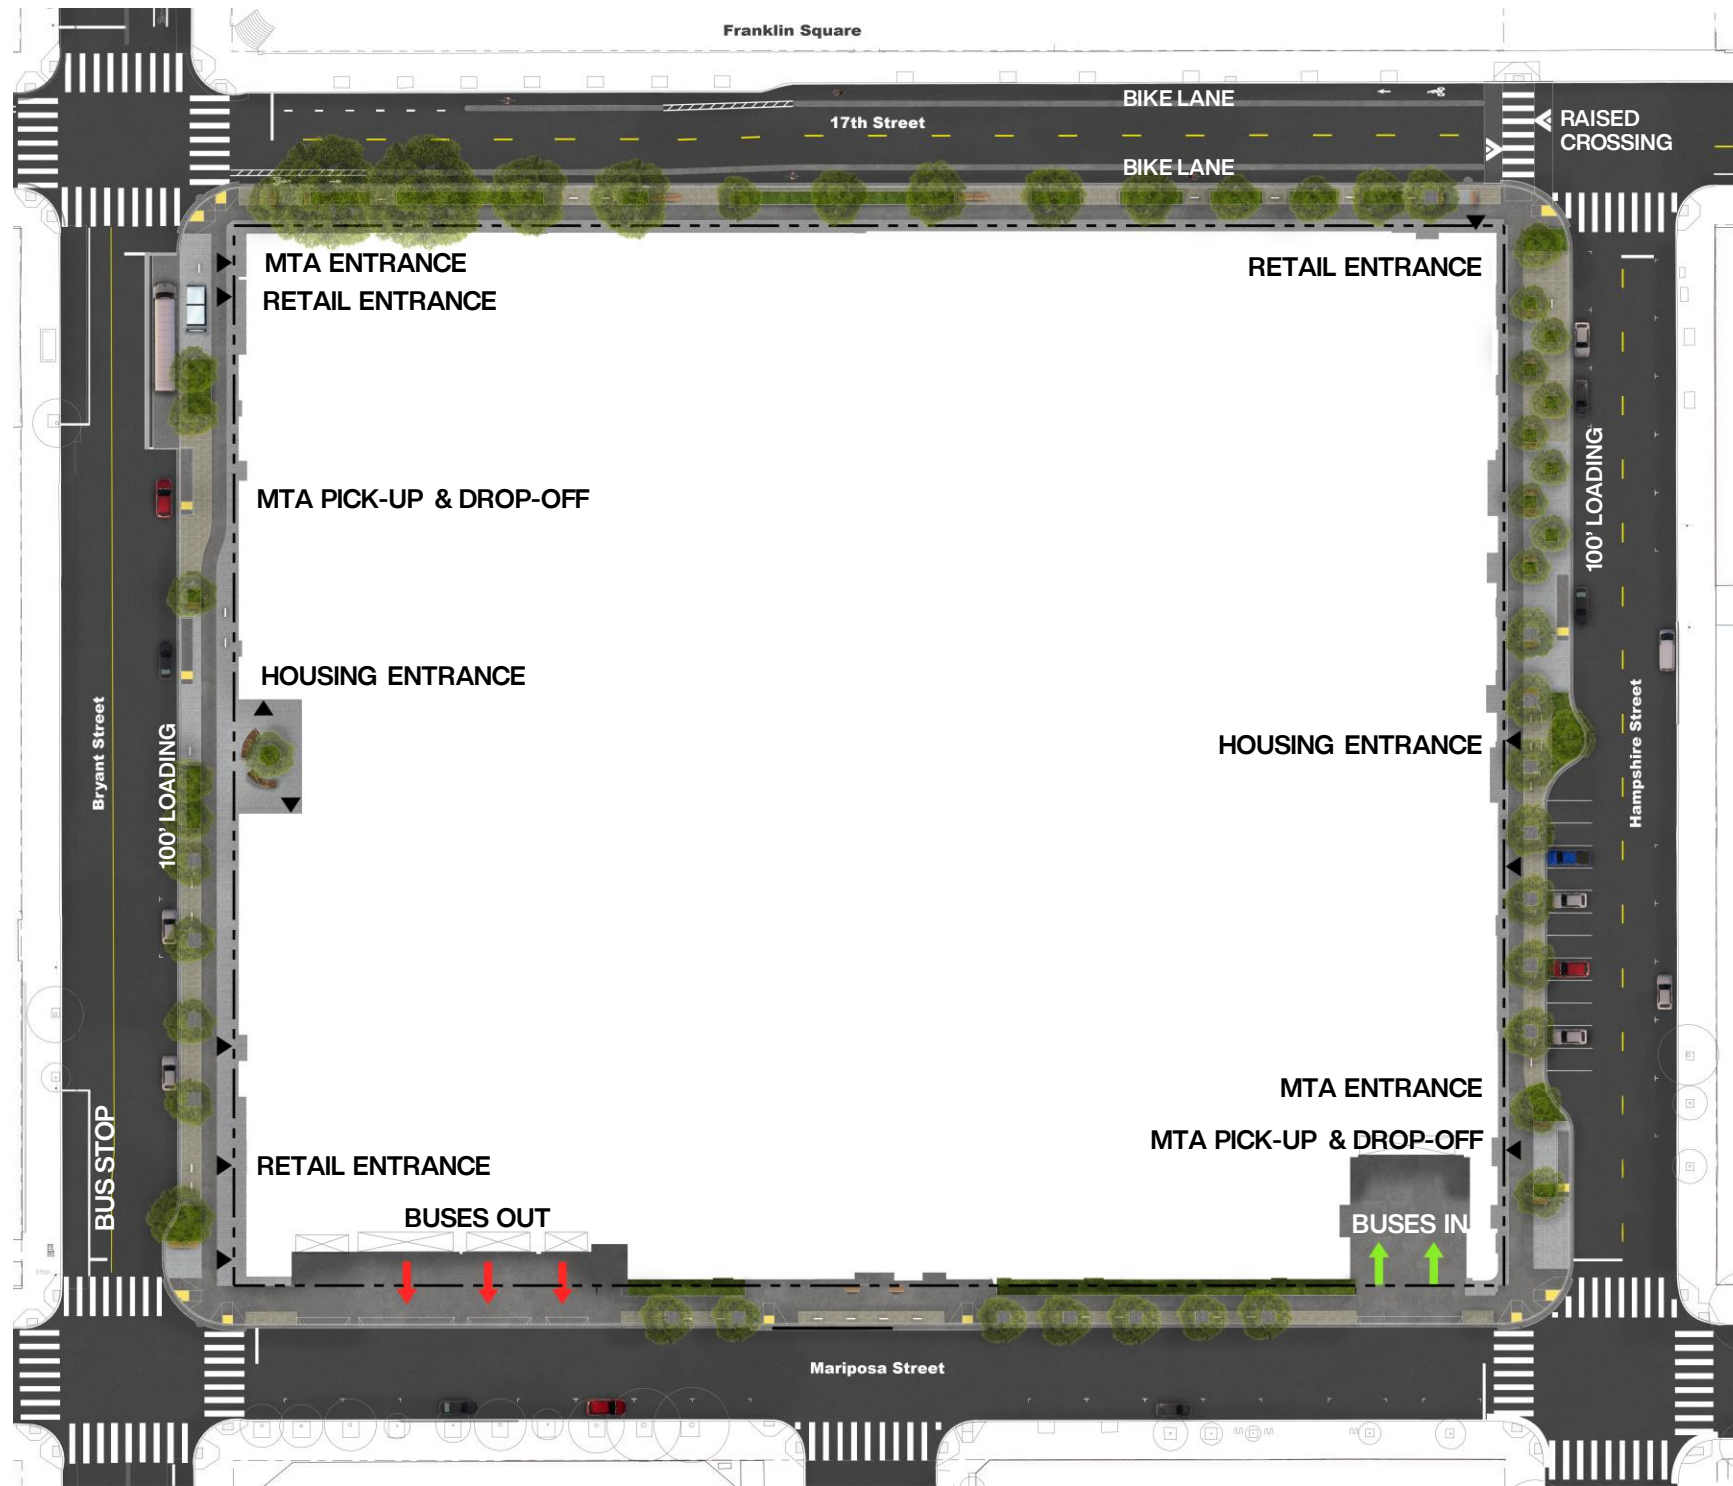 Franklin Square
BIKE LANE
17th Street
RAISED
CROSSING
BIKE LANE
MTA ENTRANCE
RETAIL ENTRANCE
RETAIL ENTRANCE
MTA PICK-UP & DROP-OFF
100' LOADING
HOUSING ENTRANCE
Bryant Street
100' LOADING
HOUSING ENTRANCE
Hampshire Street
MTA ENTRANCE
MTA PICK-UP & DROP-OFF
BUS STOP
RETAIL ENTRANCE
BUSES OUT
BUSES IN
Mariposa Street